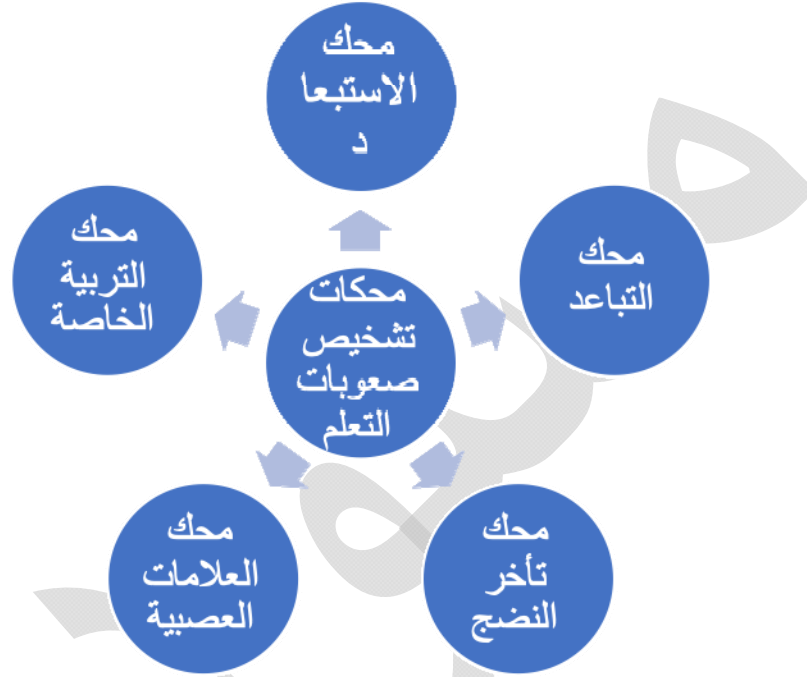 محك
الاستبعا
د
محك
التباعد
محك
التربية
الخاصة
محكات
تشخيص
صعوبات
التعلم
محك
تأخر
النضج
محك
العلامات
العصبية